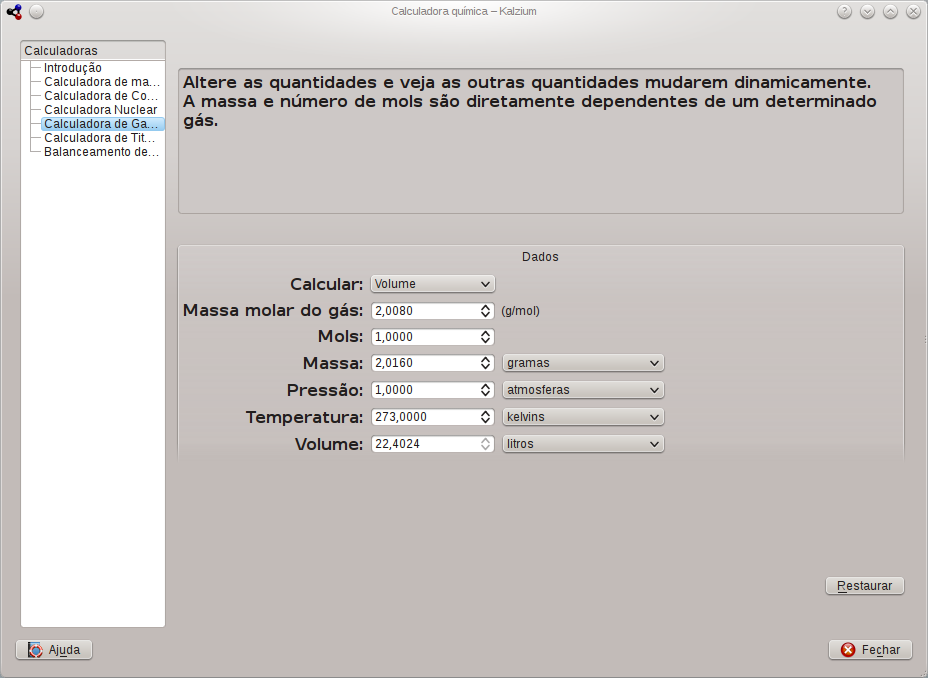 Calculadora química – Kalzium
Calculadoras
Introdução
Calculadora de ma...
Calculadora de Co...
Calculadora Nuclear
Calculadora de Ga...
Calculadora de Tit...
Balanceamento de...
Altere as quantidades e veja as outras quantidades mudarem dinamicamente.
A massa e número de mols são diretamente dependentes de um determinado
gás.
Dados
Calcular: Volume
Massa molar do gás: 2,0080 (g/mol)
Mols: 1,0000
Massa: 2,0160 gramas
Pressão: 1,0000 atmosferas
Temperatura: 273,0000 kelvins
Volume: 22,4024 litros
Restaurar
Ajuda
Fechar